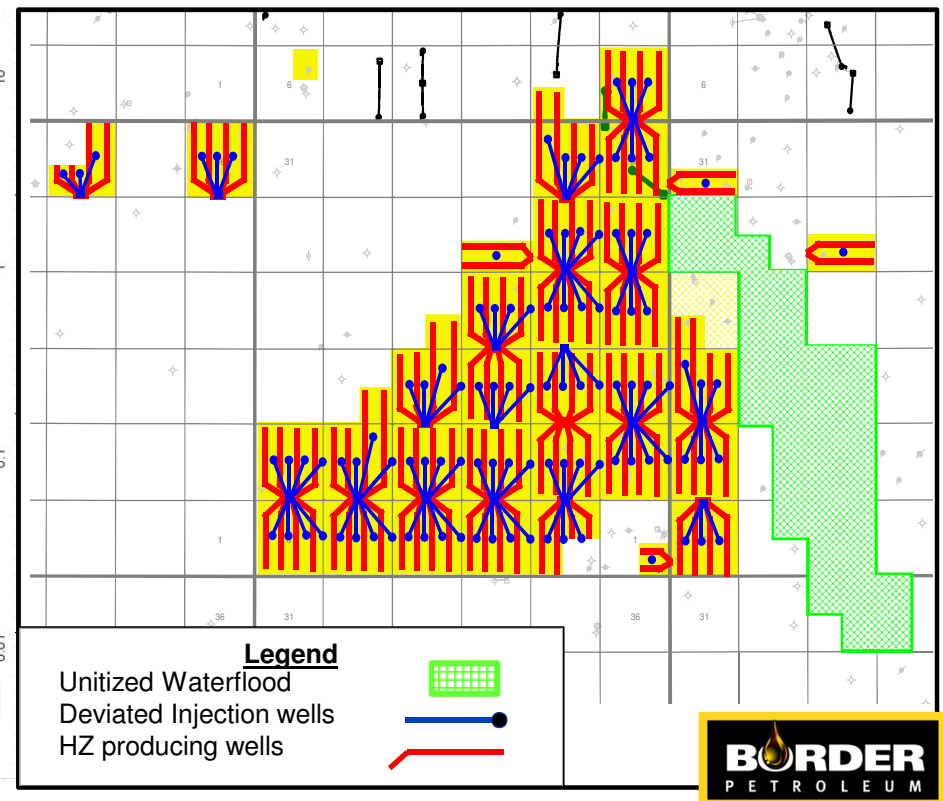 1
6
6
31
31
1
1
36
31
36
31
Legend
Unitized Waterflood
Deviated Injection wells
HZ producing wells
BORDER
PETROLEUM